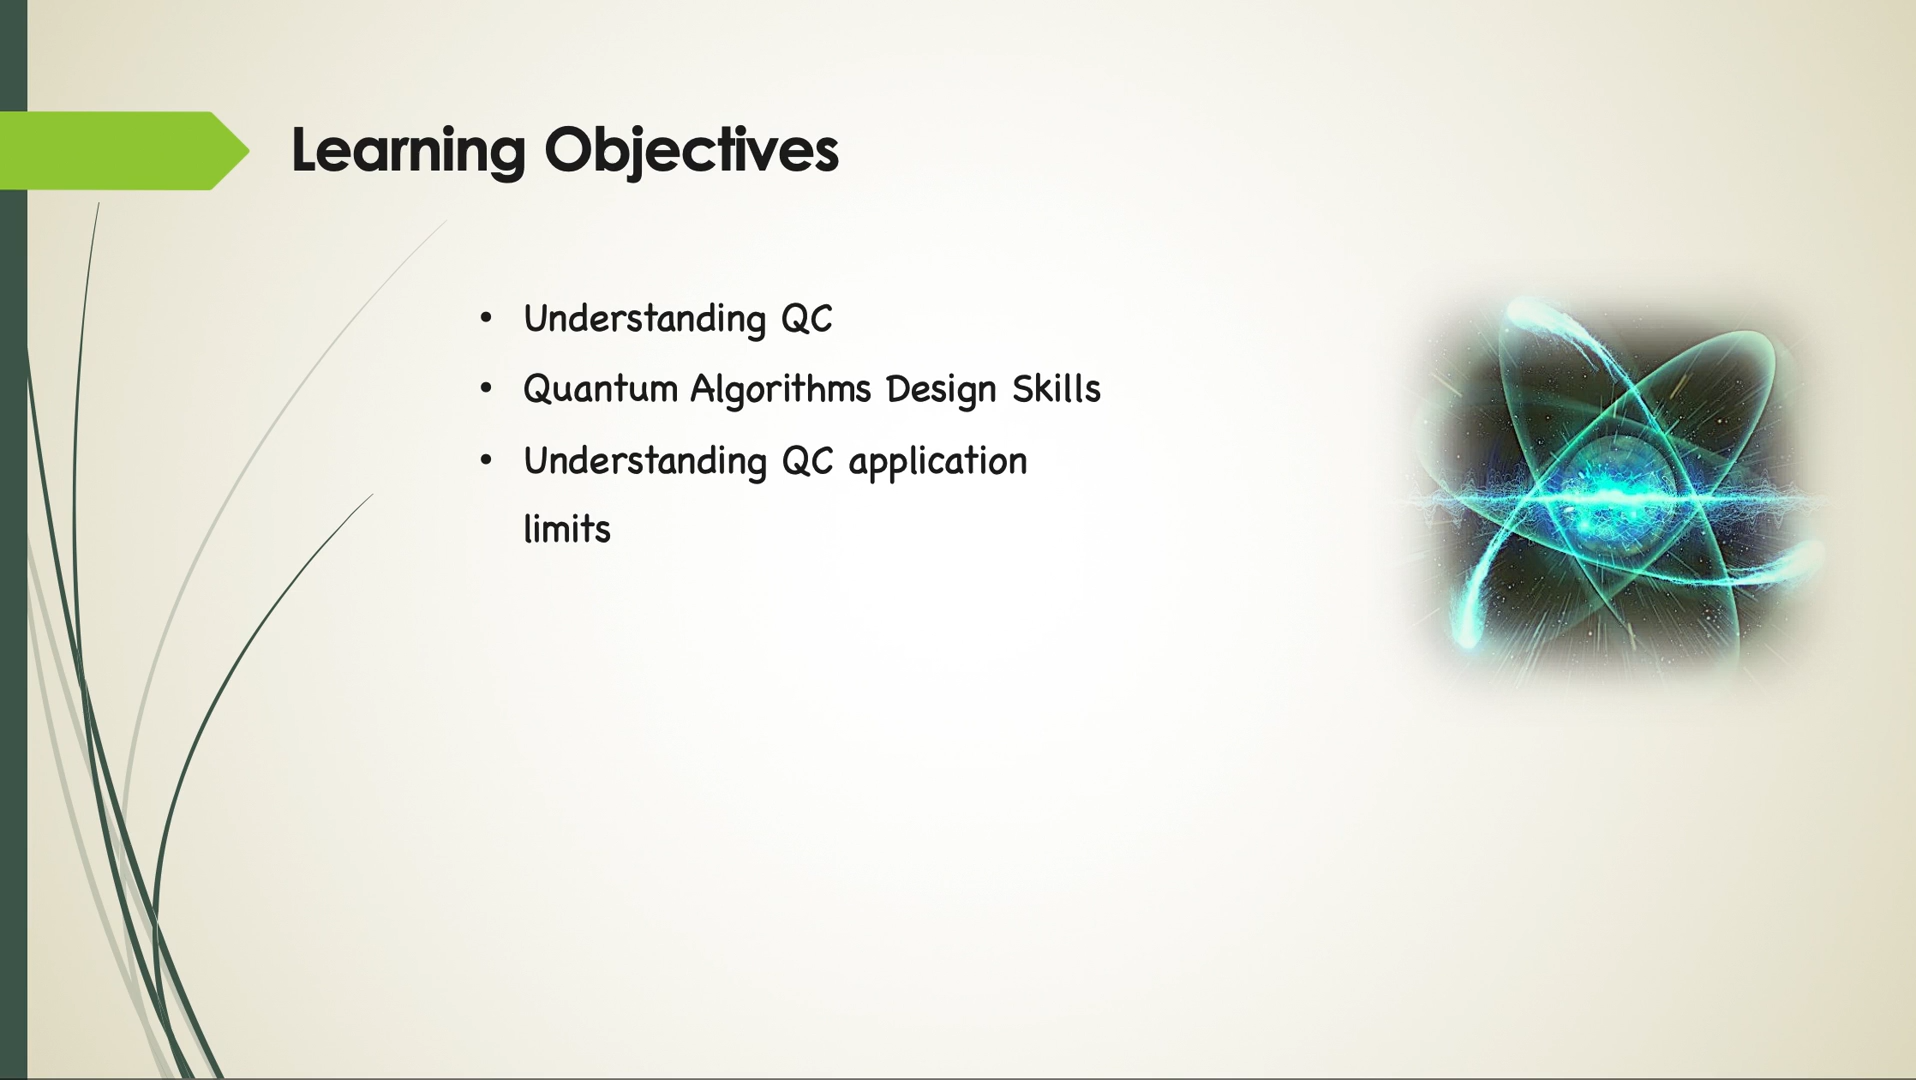 Learning Objectives
• Understanding QC
• Quantum Algorithms Design Skills
• Understanding QC application
limits